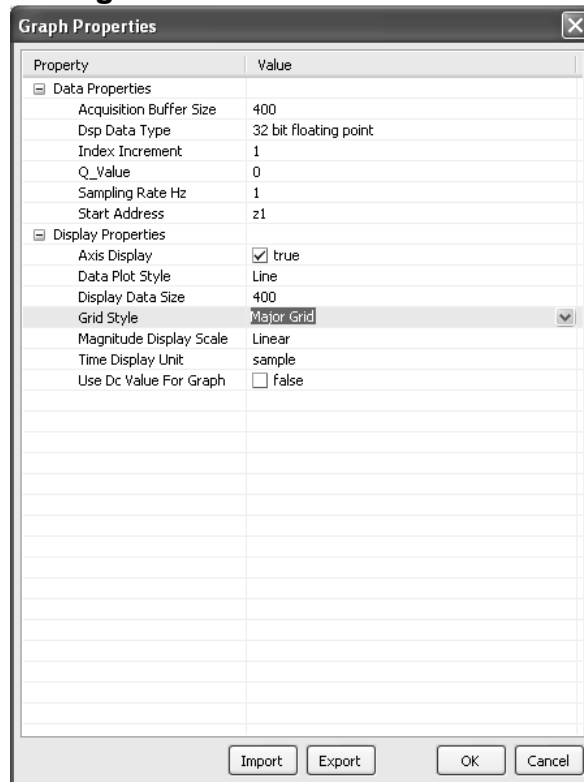 Graph Properties
Property Value
Data Properties
Acquisition Buffer Size 400
Dsp Data Type 32 bit floating point
Index Increment 1
Q_Value 0
Sampling Rate Hz 1
Start Address z1
Display Properties
Axis Display true
Data Plot Style Line
Display Data Size 400
Grid Style Major Grid
Magnitude Display Scale Linear
Time Display Unit sample
Use Dc Value For Graph false
Import Export OK Cancel